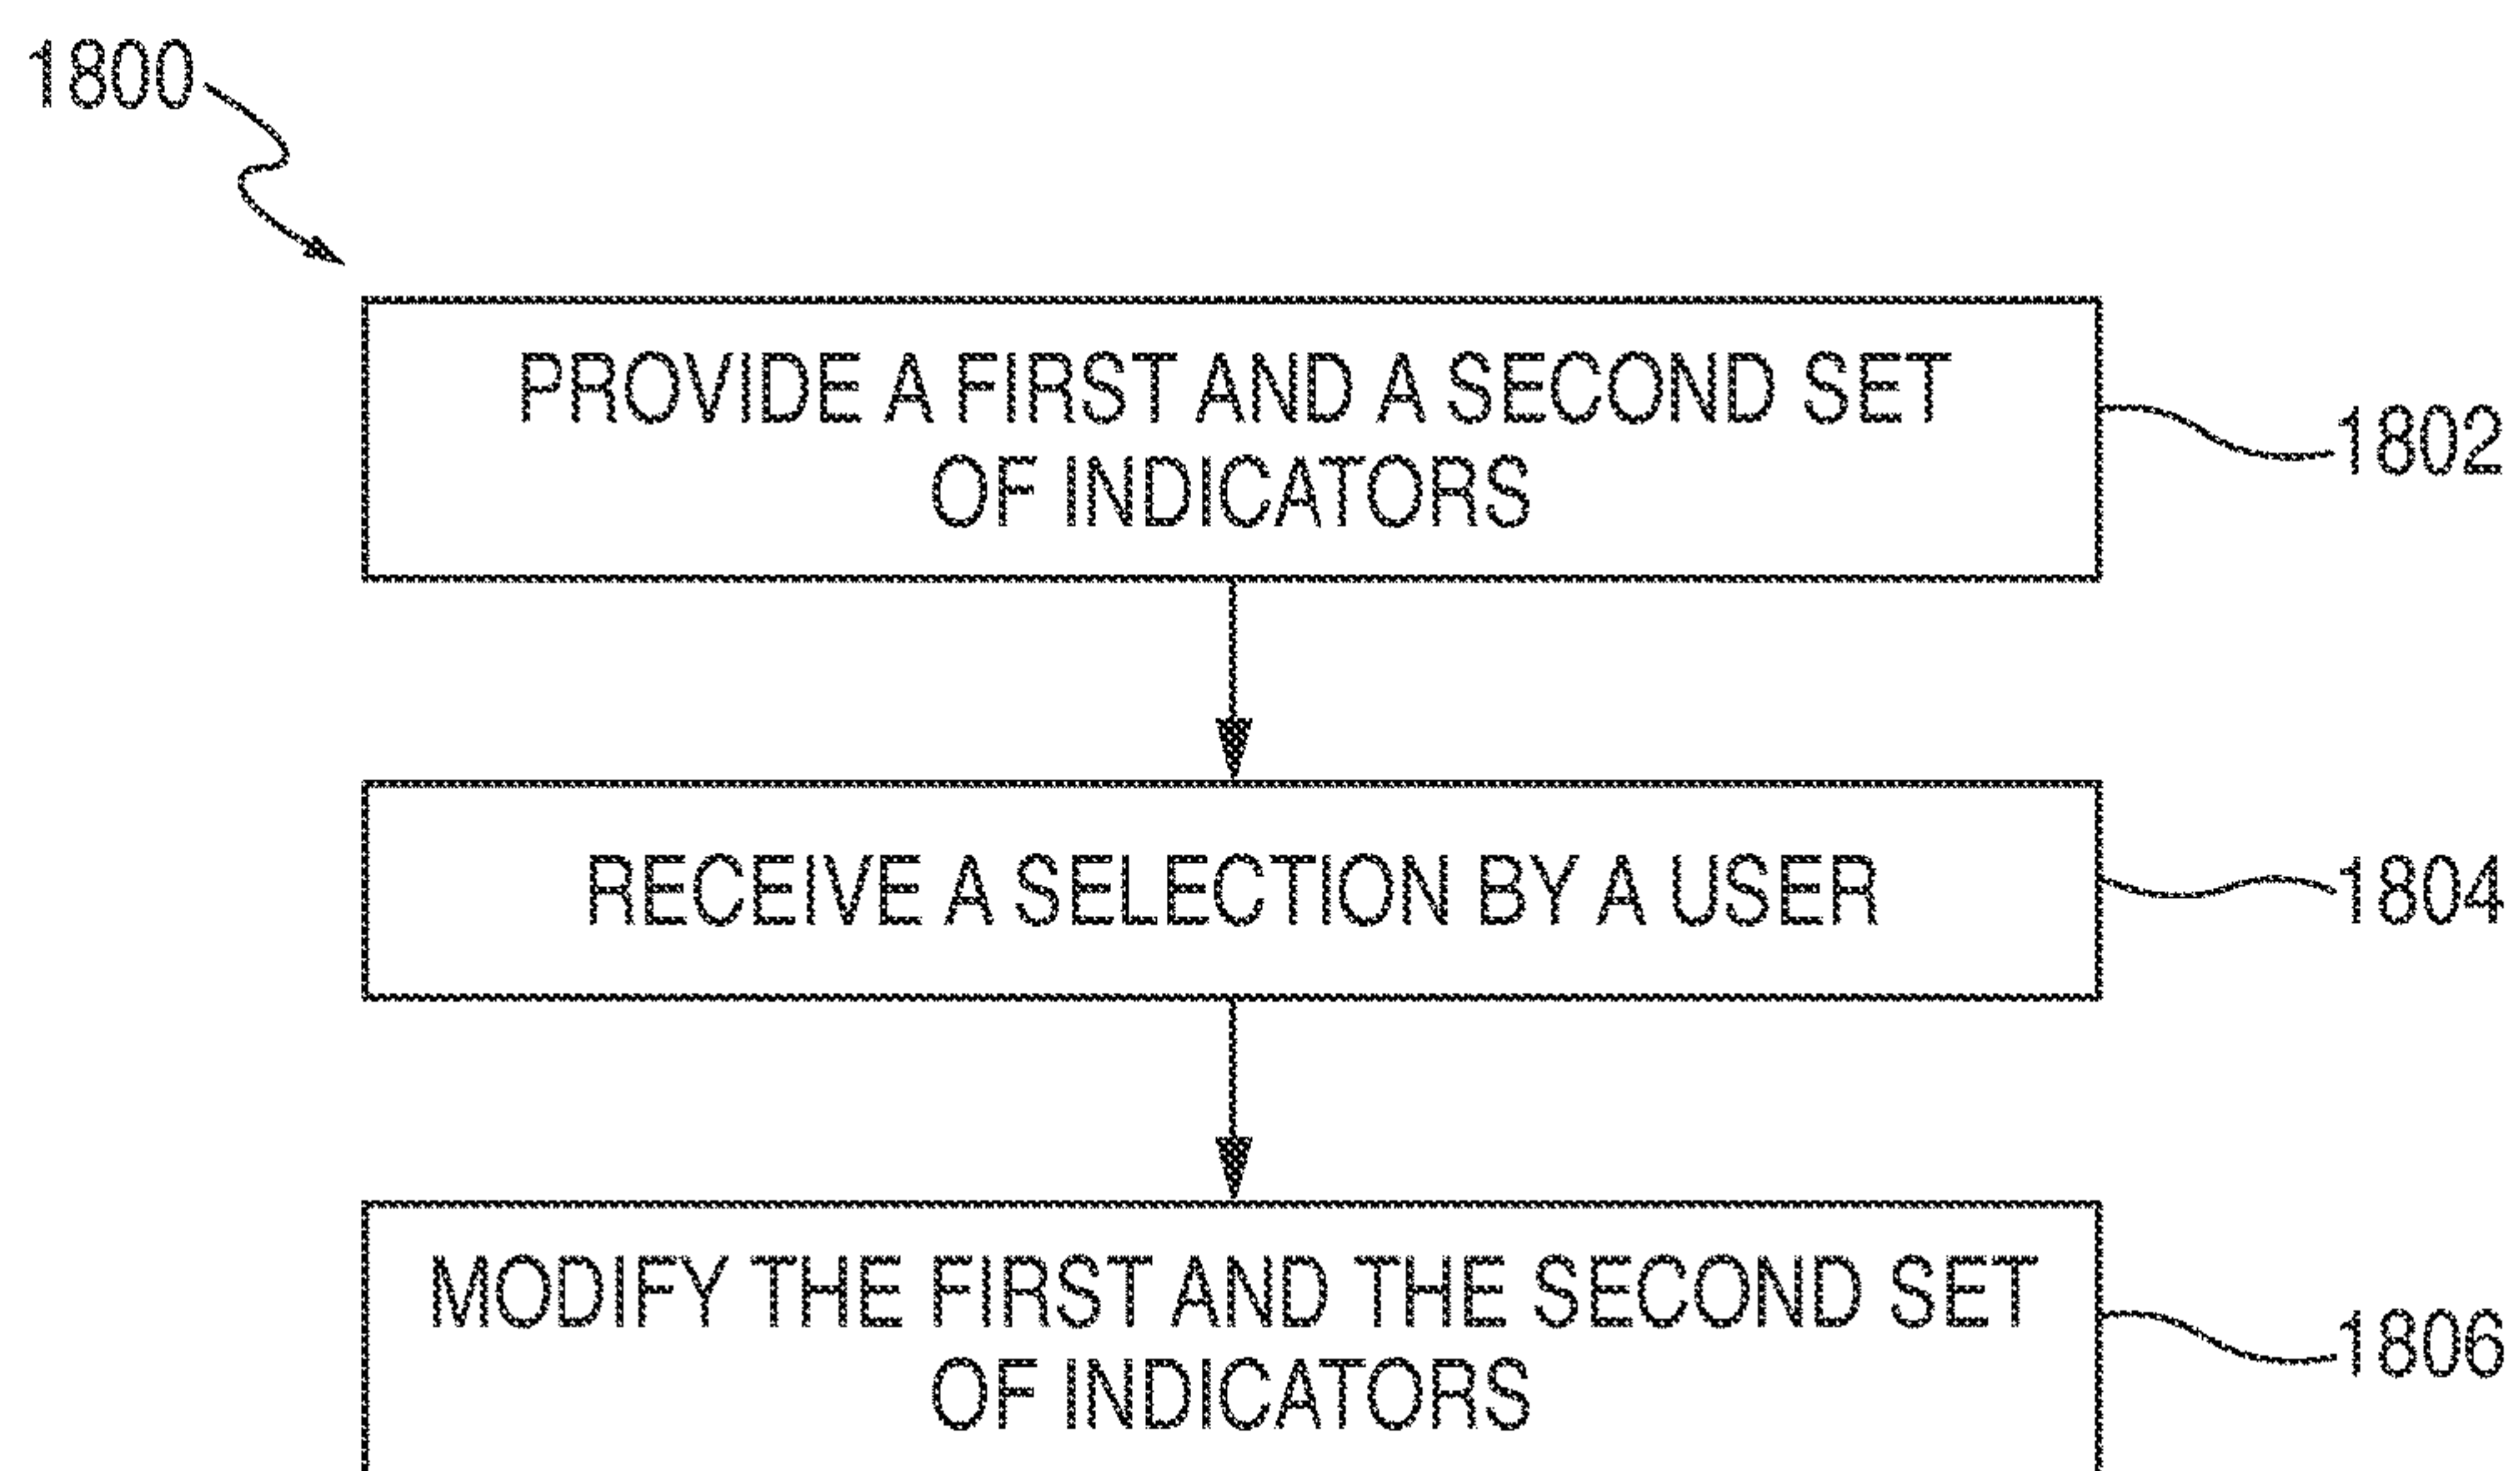 1800
PROVIDE A FIRST AND A SECOND SET
OF INDICATORS
1802
RECEIVE A SELECTION BY A USER
1804
MODIFY THE FIRST AND THE SECOND SET
OF INDICATORS
1806